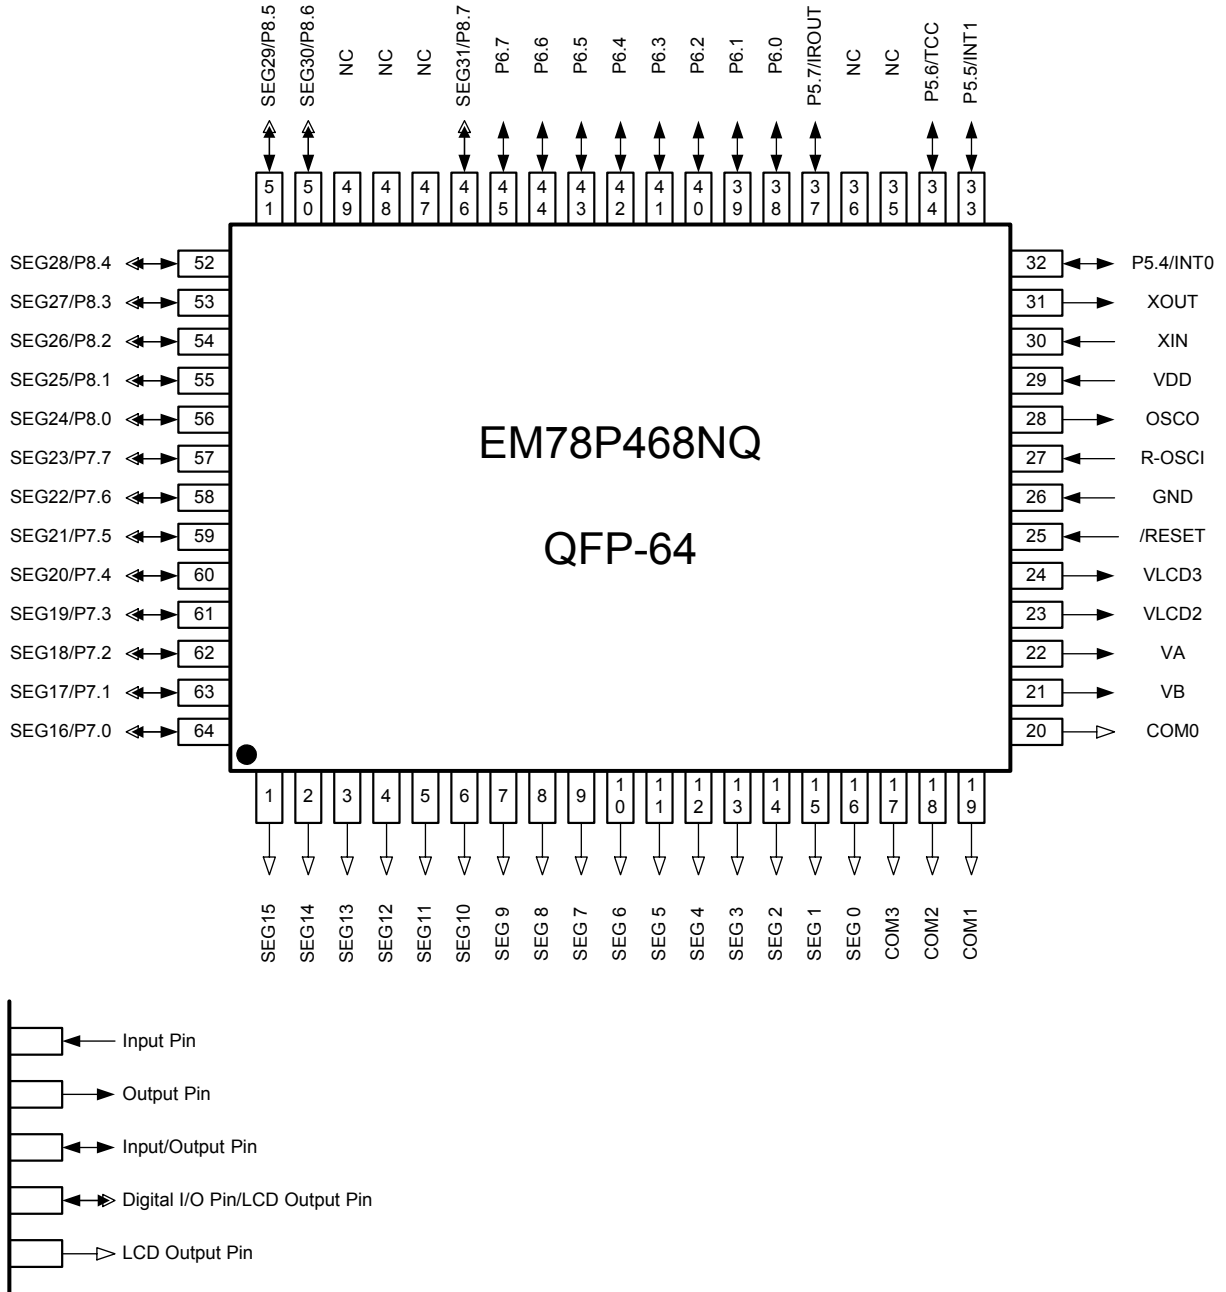 SEG29/P8.5
SEG30/P8.6
NC
NC
NC
SEG31/P8.7
P6.7
P6.6
P6.5
P6.4
P6.3
P6.2
P6.1
P6.0
P5.7/IROUT
NC
NC
P5.6/TCC
P5.5/INT1
51
50
49
48
47
46
45
44
43
42
41
40
39
38
37
36
35
34
33
SEG28/P8.4 52
SEG27/P8.3 53
SEG26/P8.2 54
SEG25/P8.1 55
SEG24/P8.0 56
SEG23/P7.7 57
SEG22/P7.6 58
SEG21/P7.5 59
SEG20/P7.4 60
SEG19/P7.3 61
SEG18/P7.2 62
SEG17/P7.1 63
SEG16/P7.0 64
EM78P468NQ
QFP-64
32 P5.4/INT0
31 XOUT
30 XIN
29 VDD
28 OSCO
27 R-OSCI
26 GND
25 /RESET
24 VLCD3
23 VLCD2
22 VA
21 VB
20 COM0
1
2
3
4
5
6
7
8
9
10
11
12
13
14
15
16
17
18
19
SEG15
SEG14
SEG13
SEG12
SEG11
SEG10
SEG 9
SEG 8
SEG 7
SEG 6
SEG 5
SEG 4
SEG 3
SEG 2
SEG 1
SEG 0
COM3
COM2
COM1
Input Pin
Output Pin
Input/Output Pin
Digital I/O Pin/LCD Output Pin
LCD Output Pin